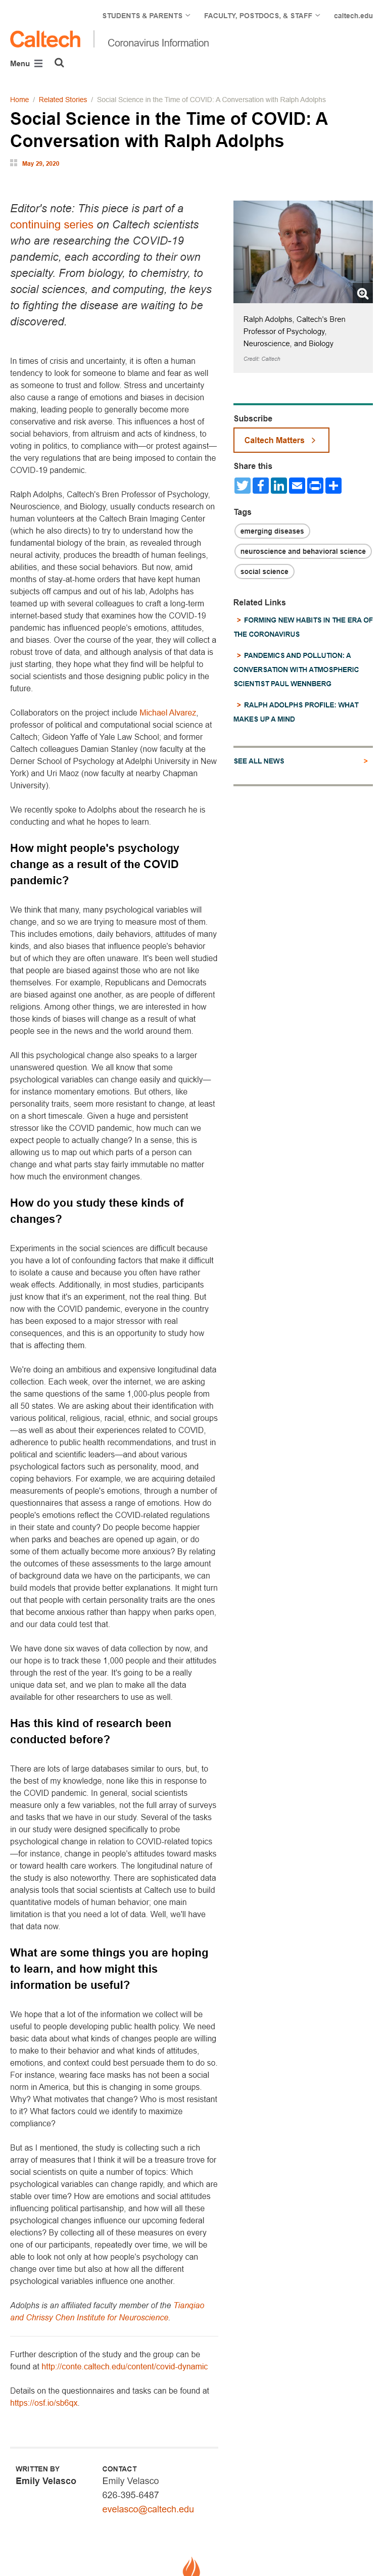 STUDENTS & PARENTS FACULTY, POSTDOCS, & STAFF caltech.edu
Caltech Coronavirus Information
Menu
Home / Related Stories / Social Science in the Time of COVID: A Conversation with Ralph Adolphs
Social Science in the Time of COVID: A
Conversation with Ralph Adolphs
May 29, 2020
Editor's note: This piece is part of a
continuing series on Caltech scientists
who are researching the COVID-19
pandemic, each according to their own
specialty. From biology, to chemistry, to
social sciences, and computing, the keys
to fighting the disease are waiting to be
discovered.
In times of crisis and uncertainty, it is often a human
tendency to look for someone to blame and fear as well
as someone to trust and follow. Stress and uncertainty
also cause a range of emotions and biases in decision
making, leading people to generally become more
conservative and risk averse. This influences a host of
social behaviors, from altruism and acts of kindness, to
voting in politics, to compliance with—or protest against—
the very regulations that are being instituted to contain the
COVID-19 pandemic.
Ralph Adolphs, Caltech's Bren Professor of Psychology,
Neuroscience, and Biology, usually conducts research on
human volunteers at the Caltech Brain Imaging Center
(which he also directs) to try to understand fundamental
ways in which the human brain, as revealed through
neural activity, produces the breadth of human feelings,
abilities, and these social behaviors. But now, amid
months of stay-at-home orders that have kept students
and subjects from being on campus, Adolphs has
teamed up with several colleagues to craft a long-term
internet-based study that examines how the COVID-19
pandemic has influenced people's emotions, attitudes,
and biases. Over the course of the year, they will collect a
robust and diverse set of data, and although analysis of
that is just starting, they hope what they find will be helpful to
social scientists and those designing public policy in the
future.
Collaborators on the project include Michael Alvarez,
professor of political and computational social science at
Caltech; Gideon Yaffe of Yale Law School; and former
Caltech colleagues Damian Stanley (now faculty at the
Derner School of Psychology at Adelphi University in New
York) and Uri Maoz (now faculty at nearby Chapman
University).
We recently spoke to Adolphs about the research he is
conducting and what he hopes to learn.
How might people's psychology
change as a result of the COVID
pandemic?
We think that many, many psychological variables will
change, and so we are trying to measure most of them.
This includes emotions, daily behaviors, attitudes of many
kinds, and also biases that influence people's behavior
but of which they are often unaware. It's been well studied
that people are biased against those who are not like
themselves. For example, Republicans and Democrats
are biased against one another, as are people of different
religions. Among other things, we are interested in how
those kinds of biases will change as a result of what
people see in the news and the world around them.
All this psychological change also speaks to a larger
unanswered question. We all know that some
psychological variables can change easily and quickly—
for instance momentary emotions. But others, like
personality traits, seem more resistant to change, at least
on a short timescale. Given a huge and persistent
stressor like the COVID pandemic, how much can we
expect people to actually change? In a sense, this is
allowing us to map out which parts of a person can
change and what parts stay fairly immutable no matter
how much the environment changes.
How do you study these kinds of
changes?
Experiments in the social sciences are difficult because
you have a lot of confounding factors that make it difficult
to isolate a cause and because you often have rather
weak effects. Additionally, in most studies, participants
just know that it's an experiment, not the real thing. But
now with the COVID pandemic, everyone in the country
has been exposed to a major stressor with real
consequences, and this is an opportunity to study how
that is affecting them.
We're doing an ambitious and expensive longitudinal data
collection. Each week, over the internet, we are asking
the same questions of the same 1,000-plus people from
all 50 states. We are asking about their identification with
various political, religious, racial, ethnic, and social groups
—as well as about their experiences related to COVID,
adherence to public health recommendations, and trust in
political and scientific leaders—and about various
psychological factors such as personality, mood, and
coping behaviors. For example, we are acquiring detailed
measurements of people's emotions, through a number of
questionnaires that assess a range of emotions. How do
people's emotions reflect the COVID-related regulations
in their state and county? Do people become happier
when parks and beaches are opened up again, or do
some of them actually become more anxious? By relating
the outcomes of these assessments to the large amount
of background data we have on the participants, we can
build models that provide better explanations. It might turn
out that people with certain personality traits are the ones
that become anxious rather than happy when parks open,
and our data could test that.
We have done six waves of data collection by now, and
our hope is to track these 1,000 people and their attitudes
through the rest of the year. It's going to be a really
unique data set, and we plan to make all the data
available for other researchers to use as well.
Has this kind of research been
conducted before?
There are lots of large databases similar to ours, but, to
the best of my knowledge, none like this in response to
the COVID pandemic. In general, social scientists
measure only a few variables, not the full array of surveys
and tasks that we have in our study. Several of the tasks
in our study were designed specifically to probe
psychological change in relation to COVID-related topics
—for instance, change in people's attitudes toward masks
or toward health care workers. The longitudinal nature of
the study is also noteworthy. There are sophisticated data
analysis tools that social scientists at Caltech use to build
quantitative models of human behavior; one main
limitation is that you need a lot of data. Well, we'll have
that data now.
What are some things you are hoping
to learn, and how might this
information be useful?
We hope that a lot of the information we collect will be
useful to people developing public health policy. We need
basic data about what kinds of changes people are willing
to make to their behavior and what kinds of attitudes,
emotions, and context could best persuade them to do so.
For instance, wearing face masks has not been a social
norm in America, but this is changing in some groups.
Why? What motivates that change? Who is most resistant
to it? What factors could we identify to maximize
compliance?
But as I mentioned, the study is collecting such a rich
array of measures that I think it will be a treasure trove for
social scientists on quite a number of topics: Which
psychological variables can change rapidly, and which are
stable over time? How are emotions and social attitudes
influencing political partisanship, and how will all these
psychological changes influence our upcoming federal
elections? By collecting all of these measures on every
one of our participants, repeatedly over time, we will be
able to look not only at how people's psychology can
change over time but also at how all the different
psychological variables influence one another.
Adolphs is an affiliated faculty member of the Tianqiao
and Chrissy Chen Institute for Neuroscience.
Further description of the study and the group can be
found at http://conte.caltech.edu/content/covid-dynamic
Details on the questionnaires and tasks can be found at
https://osf.io/sb6qx.
WRITTEN BY
Emily Velasco
CONTACT
Emily Velasco
626-395-6487
evelasco@caltech.edu
Ralph Adolphs, Caltech's Bren
Professor of Psychology,
Neuroscience, and Biology
Credit: Caltech
Subscribe
Caltech Matters
Share this
Tags
emerging diseases
neuroscience and behavioral science
social science
Related Links
> FORMING NEW HABITS IN THE ERA OF
THE CORONAVIRUS
> PANDEMICS AND POLLUTION: A
CONVERSATION WITH ATMOSPHERIC
SCIENTIST PAUL WENNBERG
> RALPH ADOLPHS PROFILE: WHAT
MAKES UP A MIND
SEE ALL NEWS >